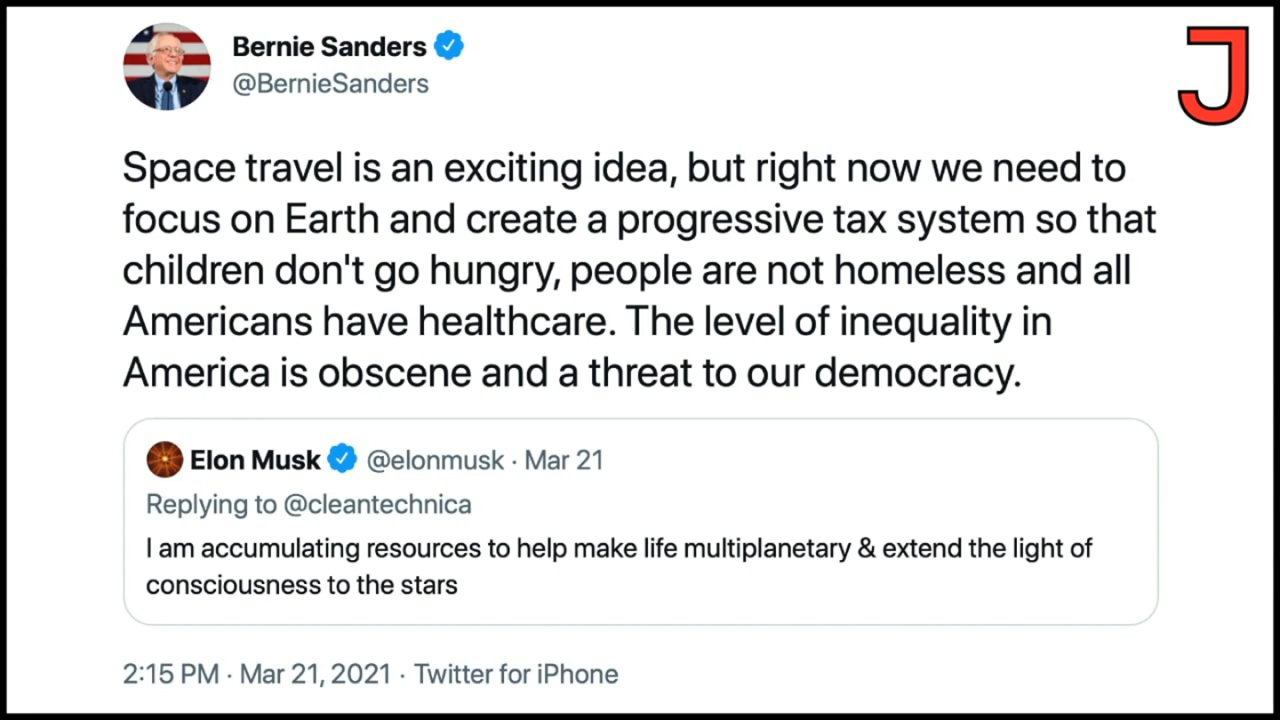 Bernie Sanders
@BernieSanders
J
Space travel is an exciting idea, but right now we need to
focus on Earth and create a progressive tax system so that
children don't go hungry, people are not homeless and all
Americans have healthcare. The level of inequality in
America is obscene and a threat to our democracy.
Elon Musk @elonmusk · Mar 21
Replying to @cleantechnica
I am accumulating resources to help make life multiplanetary & extend the light of
consciousness to the stars
2:15 PM · Mar 21, 2021 · Twitter for iPhone